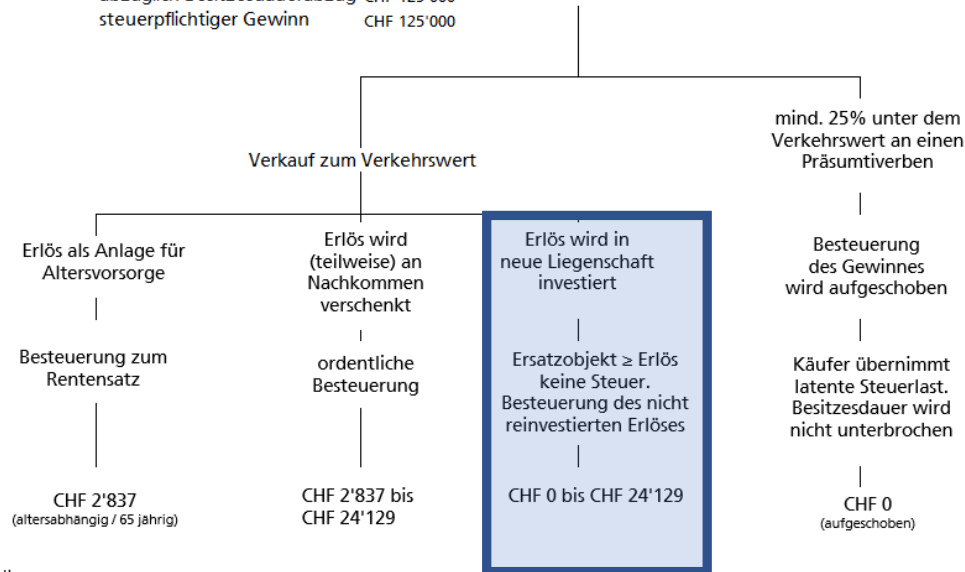 steuerpflichtiger Gewinn CHF 125'000
mind. 25% unter dem
Verkehrswert an einen
Präsumtiverben
Verkauf zum Verkehrswert
Erlös als Anlage für
Altersvorsorge
Erlös wird
(teilweise) an
Nachkommen
verschenkt
Erlös wird in
neue Liegenschaft
investiert
Besteuerung
des Gewinnes
wird aufgeschoben
Besteuerung zum
Rentensatz
ordentliche
Besteuerung
Ersatzobjekt ≥ Erlös
keine Steuer.
Besteuerung des nicht
reinvestierten Erlöses
Käufer übernimmt
latente Steuerlast.
Besitzesdauer wird
nicht unterbrochen
CHF 2'837
(altersabhängig / 65 jährig)
CHF 2'837 bis
CHF 24'129
CHF 0 bis CHF 24'129
CHF 0
(aufgeschoben)